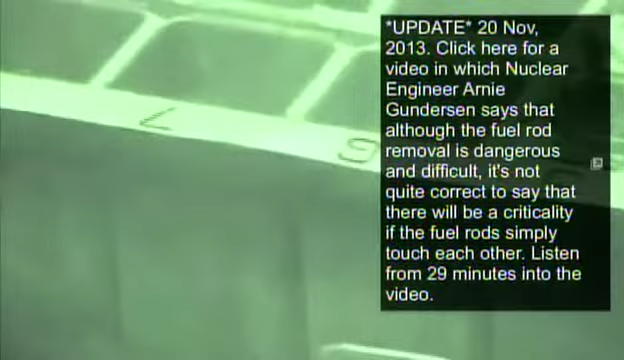 *UPDATE* 20 Nov,
2013. Click here for a
video in which Nuclear
Engineer Arnie
Gundersen says that
although the fuel rod
removal is dangerous
and difficult, it's not
quite correct to say that
there will be a criticality
if the fuel rods simply
touch each other. Listen
from 29 minutes into the
video.